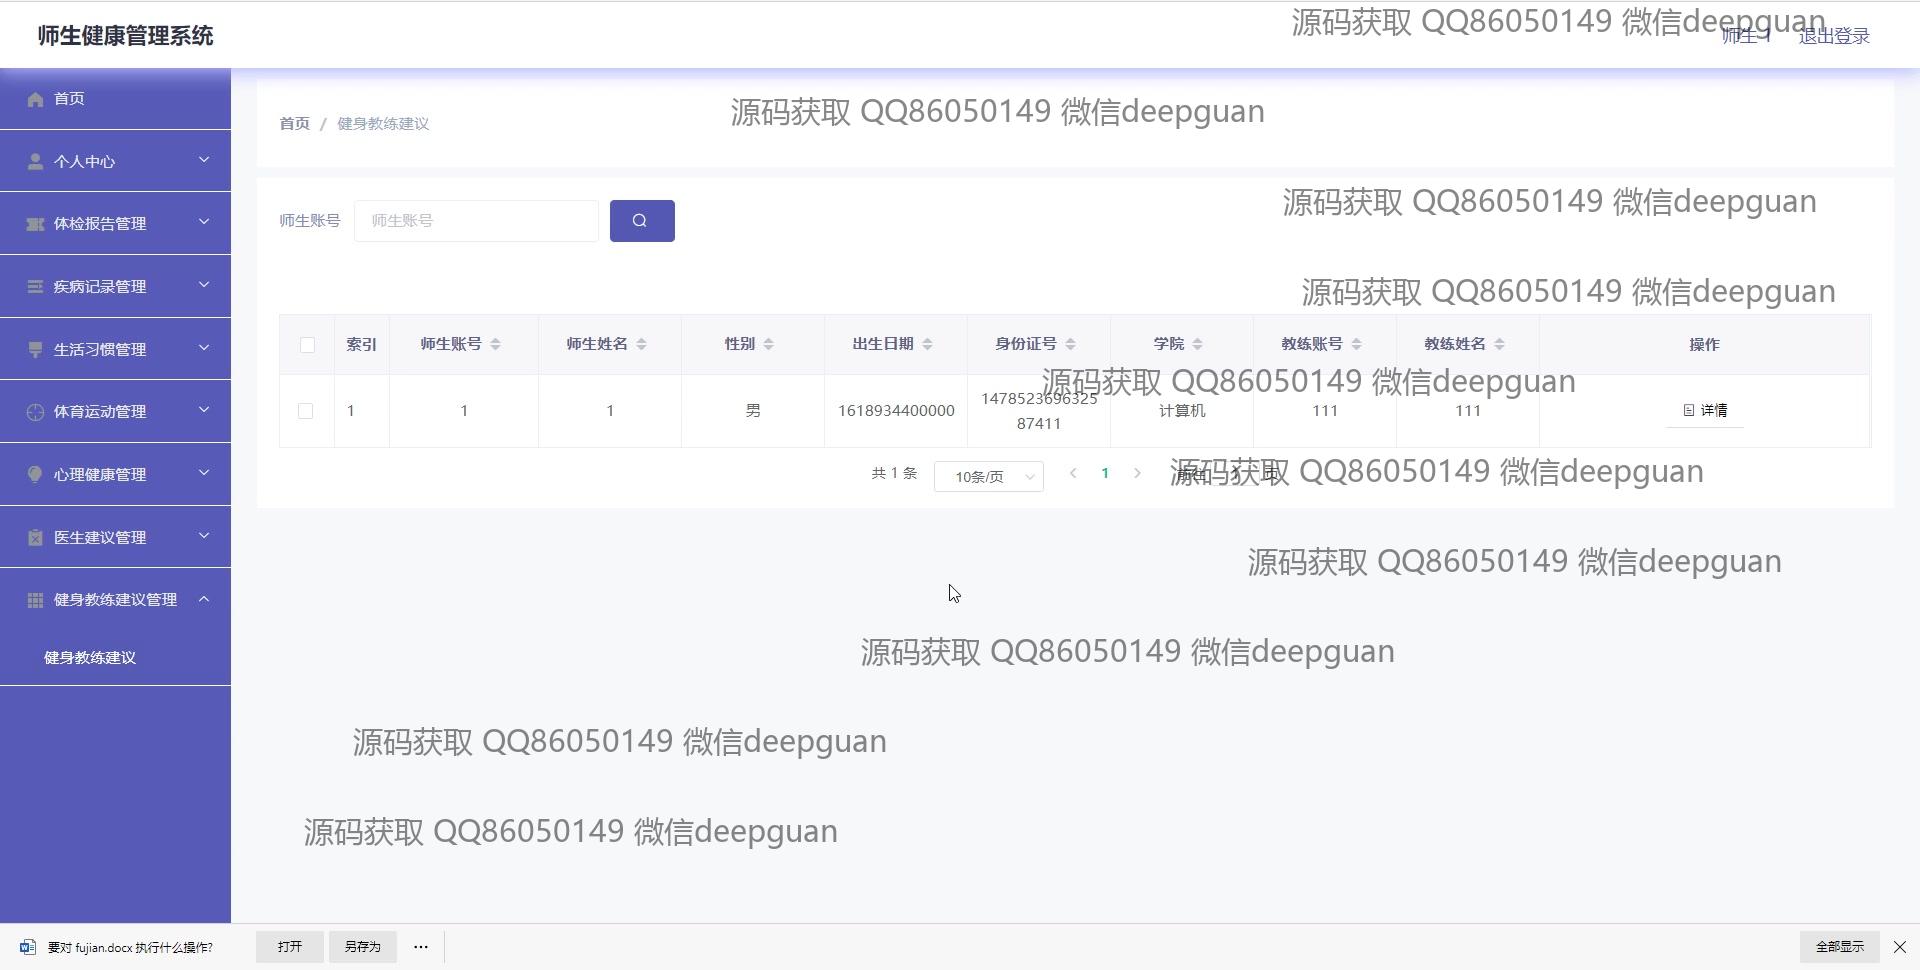 源码获取 QQ86050149 微信deepguan
师生健康管理系统
师生 1 退出登录
首页
源码获取 QQ86050149 微信deepguan
首页 / 健身教练建议
个人中心
源码获取 QQ86050149 微信deepguan
体检报告管理
师生账号 师生账号
疾病记录管理
源码获取 QQ86050149 微信deepguan
生活习惯管理
索引 师生账号 师生姓名 性别 出生日期 身份证号 学院 教练账号 教练姓名 操作
源码获取 QQ86050149 微信deepguan
体育运动管理
1 1 1 男 1618934400000 147852369632587411 计算机 111 111 详情
心理健康管理
共 1 条 10条/页 1 前往 1 页
源码获取 QQ86050149 微信deepguan
医生建议管理
源码获取 QQ86050149 微信deepguan
健身教练建议管理
健身教练建议
源码获取 QQ86050149 微信deepguan
源码获取 QQ86050149 微信deepguan
源码获取 QQ86050149 微信deepguan
要对 fujian.docx 执行什么操作? 打开 另存为 ··· 全部显示